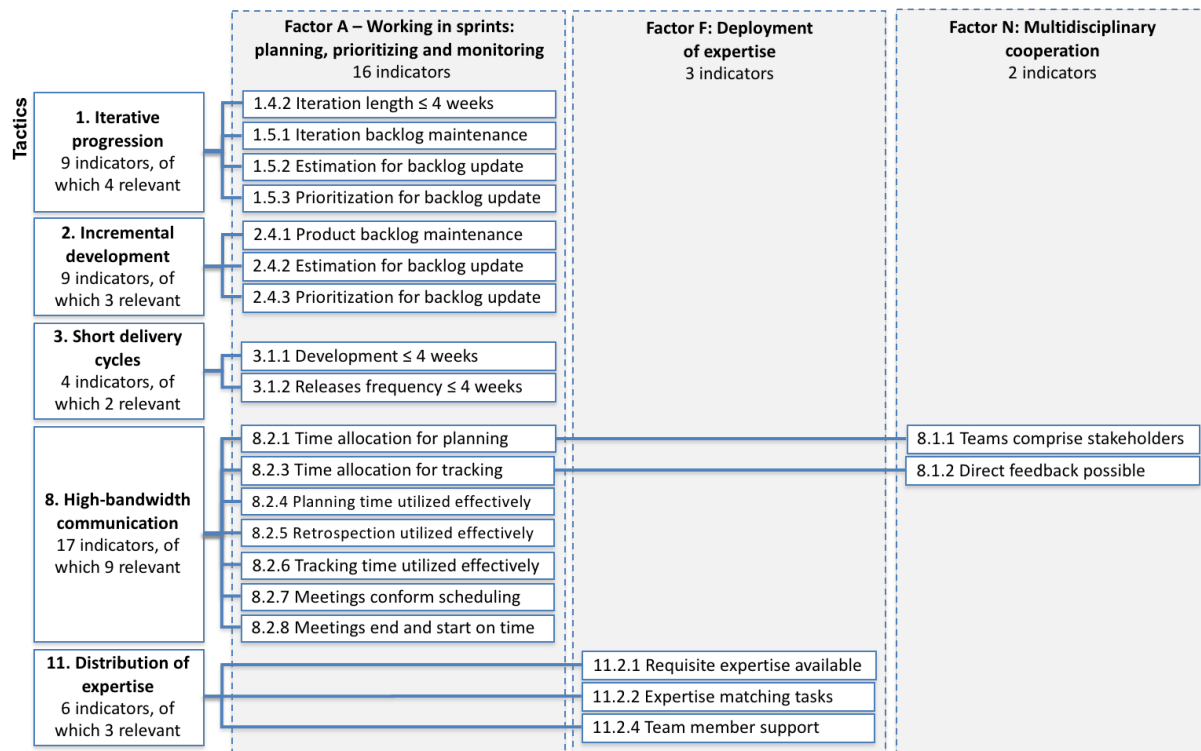 Factor A – Working in sprints:
planning, prioritizing and monitoring
16 indicators
Factor F: Deployment
of expertise
3 indicators
Factor N: Multidisciplinary
cooperation
2 indicators
Tactics
1. Iterative
progression
9 indicators, of
which 4 relevant
1.4.2 Iteration length ≤ 4 weeks
1.5.1 Iteration backlog maintenance
1.5.2 Estimation for backlog update
1.5.3 Prioritization for backlog update
2. Incremental
development
9 indicators, of
which 3 relevant
2.4.1 Product backlog maintenance
2.4.2 Estimation for backlog update
2.4.3 Prioritization for backlog update
3. Short delivery
cycles
4 indicators, of
which 2 relevant
3.1.1 Development ≤ 4 weeks
3.1.2 Releases frequency ≤ 4 weeks
8. High-bandwidth
communication
17 indicators, of
which 9 relevant
8.2.1 Time allocation for planning
8.2.3 Time allocation for tracking
8.2.4 Planning time utilized effectively
8.2.5 Retrospection utilized effectively
8.2.6 Tracking time utilized effectively
8.2.7 Meetings conform scheduling
8.2.8 Meetings end and start on time
8.1.1 Teams comprise stakeholders
8.1.2 Direct feedback possible
11. Distribution of
expertise
6 indicators, of
which 3 relevant
11.2.1 Requisite expertise available
11.2.2 Expertise matching tasks
11.2.4 Team member support